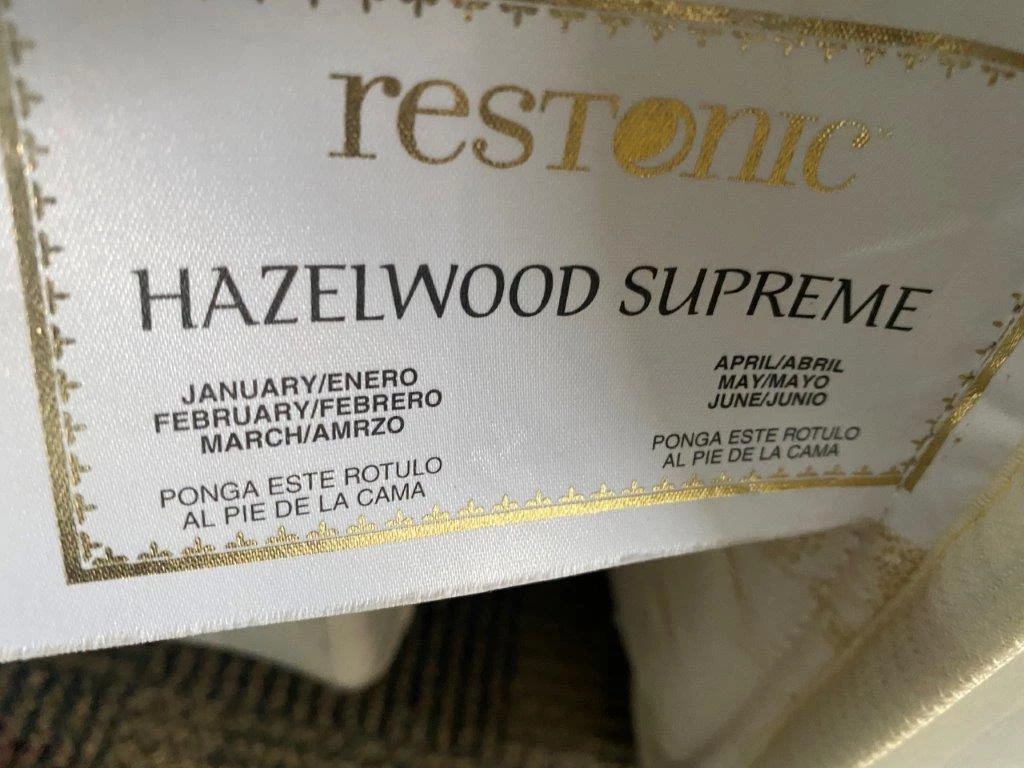 resTonic
HAZELWOOD SUPREME
JANUARY/ENERO
FEBRUARY/FEBRERO
MARCH/AMRZO
PONGA ESTE ROTULO
AL PIE DE LA CAMA
APRIL/ABRIL
MAY/MAYO
JUNE/JUNIO
PONGA ESTE ROTULO
AL PIE DE LA CAMA